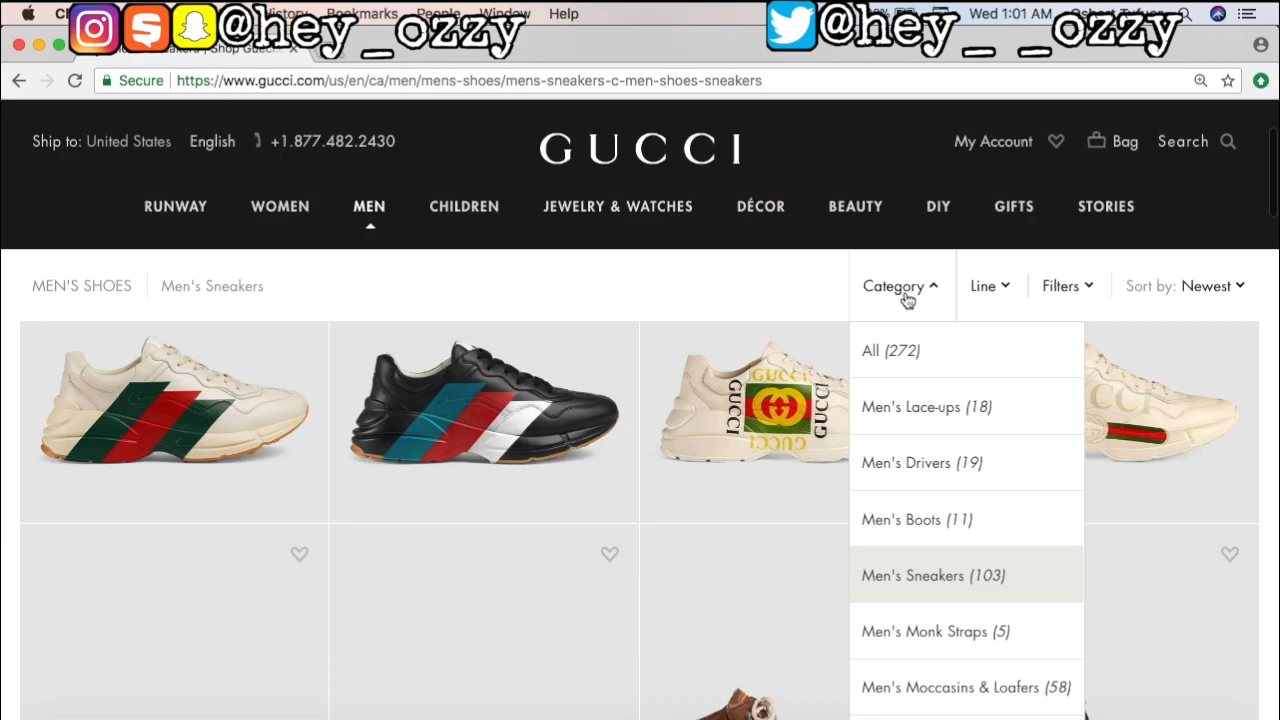 History Bookmarks People Window Help
Wed 1:01 AM
@hey_ozzy
@hey_ _ozzy
Secure https://www.gucci.com/us/en/ca/men/mens-shoes/mens-sneakers-c-men-shoes-sneakers
Ship to: United States English +1.877.482.2430
GUCCI
My Account Bag Search
RUNWAY WOMEN MEN CHILDREN JEWELRY & WATCHES DÉCOR BEAUTY DIY GIFTS STORIES
MEN'S SHOES Men's Sneakers
Category Line Filters Sort by: Newest
All (272)
Men's Lace-ups (18)
Men's Drivers (19)
Men's Boots (11)
Men's Sneakers (103)
Men's Monk Straps (5)
Men's Moccasins & Loafers (58)
GUCCI
GUCCI
GUCCI
GUCCI